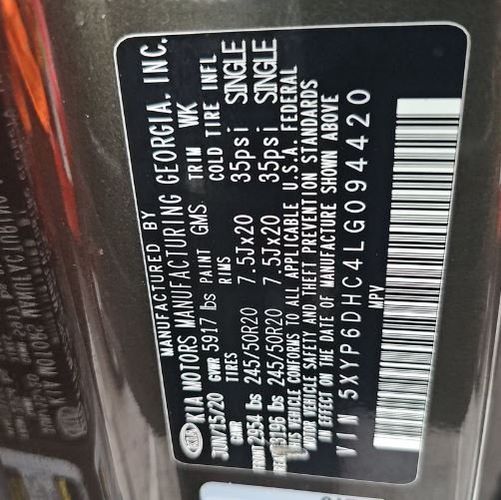 MANUFACTURED BY
KIA KIA MOTORS MANUFACTURING GEORGIA, INC.
JUN/15/20 GVWR 5917 lbs PAINT GMS TRIM WK
GWR TIRES RIMS COLD TIRE INFL
FRONT 2954 lbs 245/50R20 7.5Jx20 35psi SINGLE
3196 lbs 245/50R20 7.5Jx20 35psi SINGLE
THIS VEHICLE CONFORMS TO ALL APPLICABLE U.S.A. FEDERAL
MOTOR VEHICLE SAFETY AND THEFT PREVENTION STANDARDS
IN EFFECT ON THE DATE OF MANUFACTURE SHOWN ABOVE
VIN 5XYP6DHC4LG094420
MPV